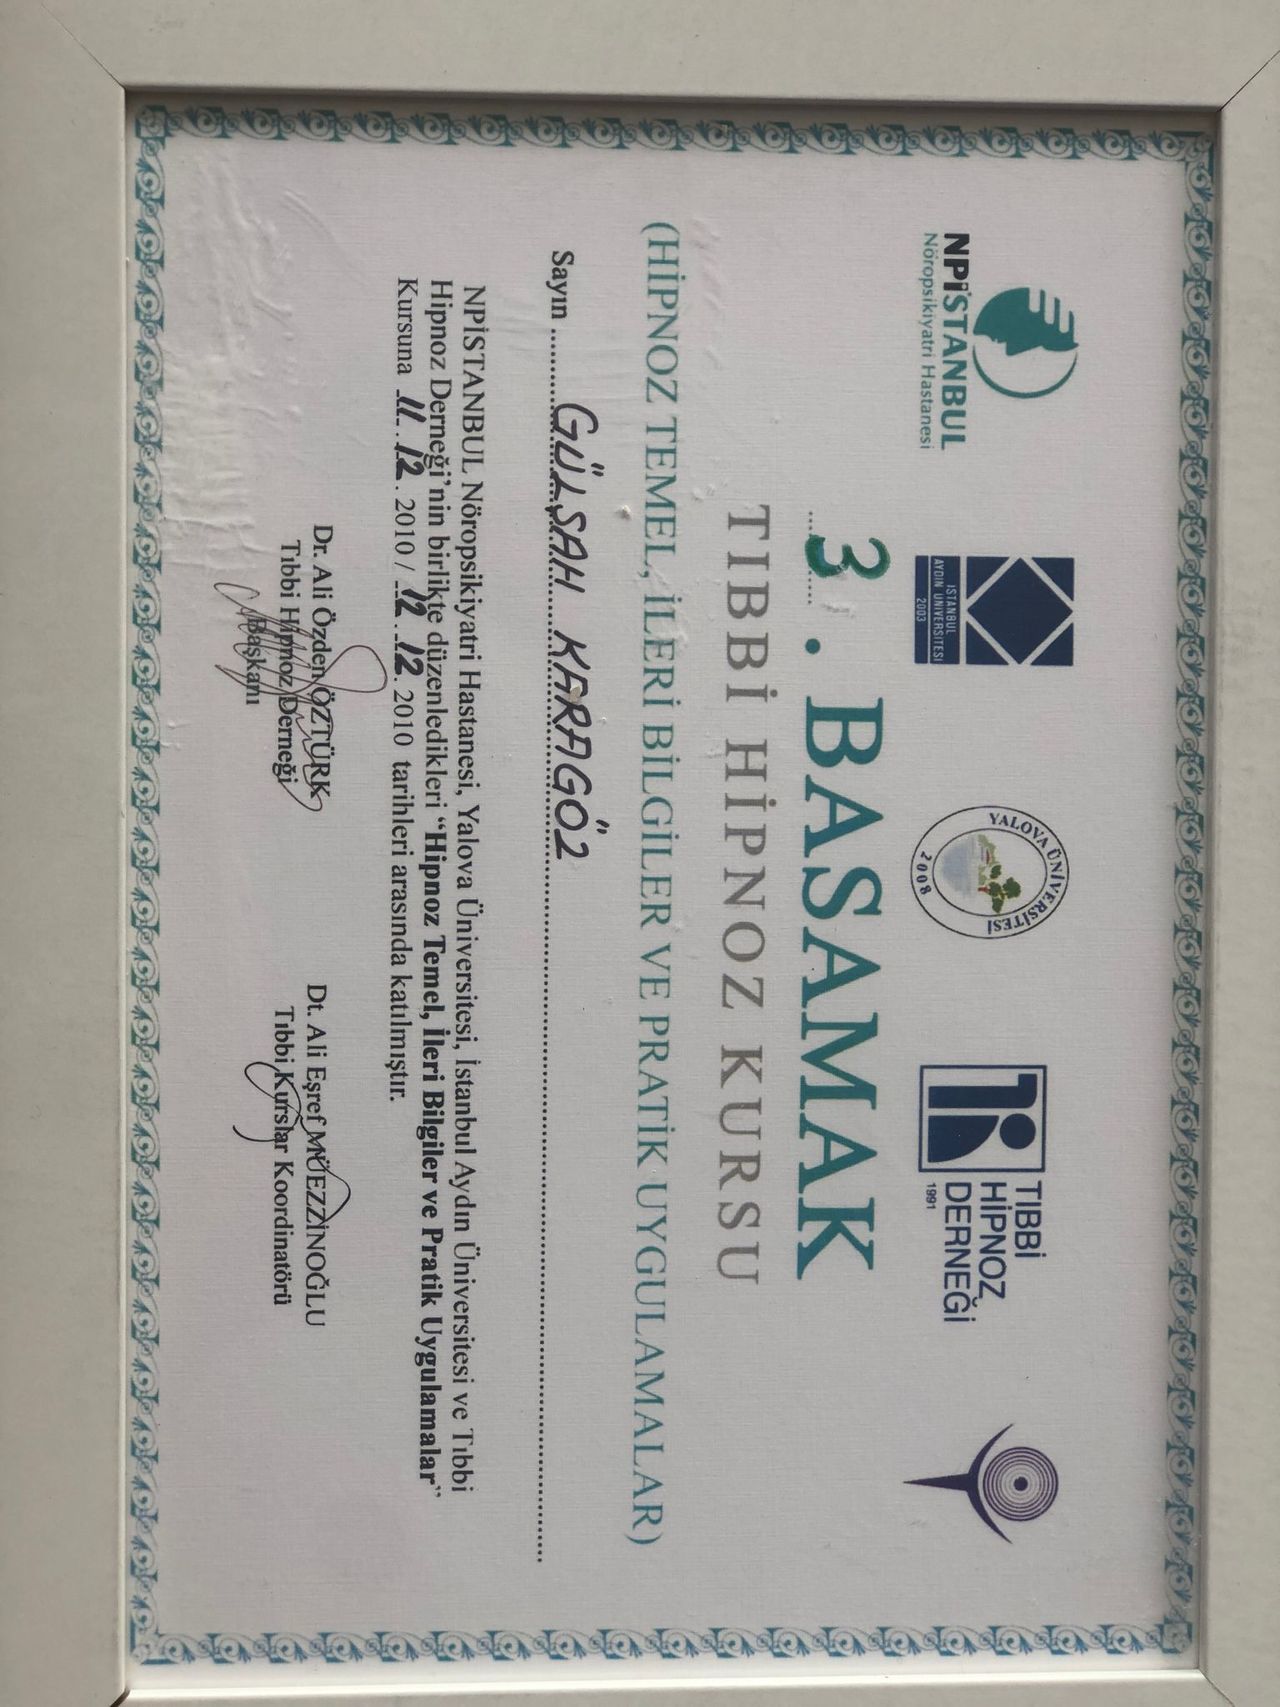 NPİSTANBUL
Nöropsikiyatri Hastanesi
İSTANBUL
AYDIN ÜNİVERSİTESİ
2003
YALOVA ÜNİVERSİTESİ
2008
TIBBİ
HİPNOZ
DERNEĞİ
1991
3. BASAMAK
TIBBİ HİPNOZ KURSU
(HİPNOZ TEMEL, İLERİ BİLGİLER VE PRATİK UYGULAMALAR)
Sayın GÜLŞAH KARAGÖZ
NPİSTANBUL Nöropsikiyatri Hastanesi, Yalova Üniversitesi, İstanbul Aydın Üniversitesi ve Tıbbi
Hipnoz Derneği'nin birlikte düzenledikleri "Hipnoz Temel, İleri Bilgiler ve Pratik Uygulamalar"
Kursuna 11.12. 2010 / 12.12. 2010 tarihleri arasında katılmıştır.
Dr. Ali Özden ÖZTÜRK
Tıbbi Hipnoz Derneği
Başkanı
Dt. Ali Eşref MÜEZZİNOĞLU
Tıbbi Kurslar Koordinatörü